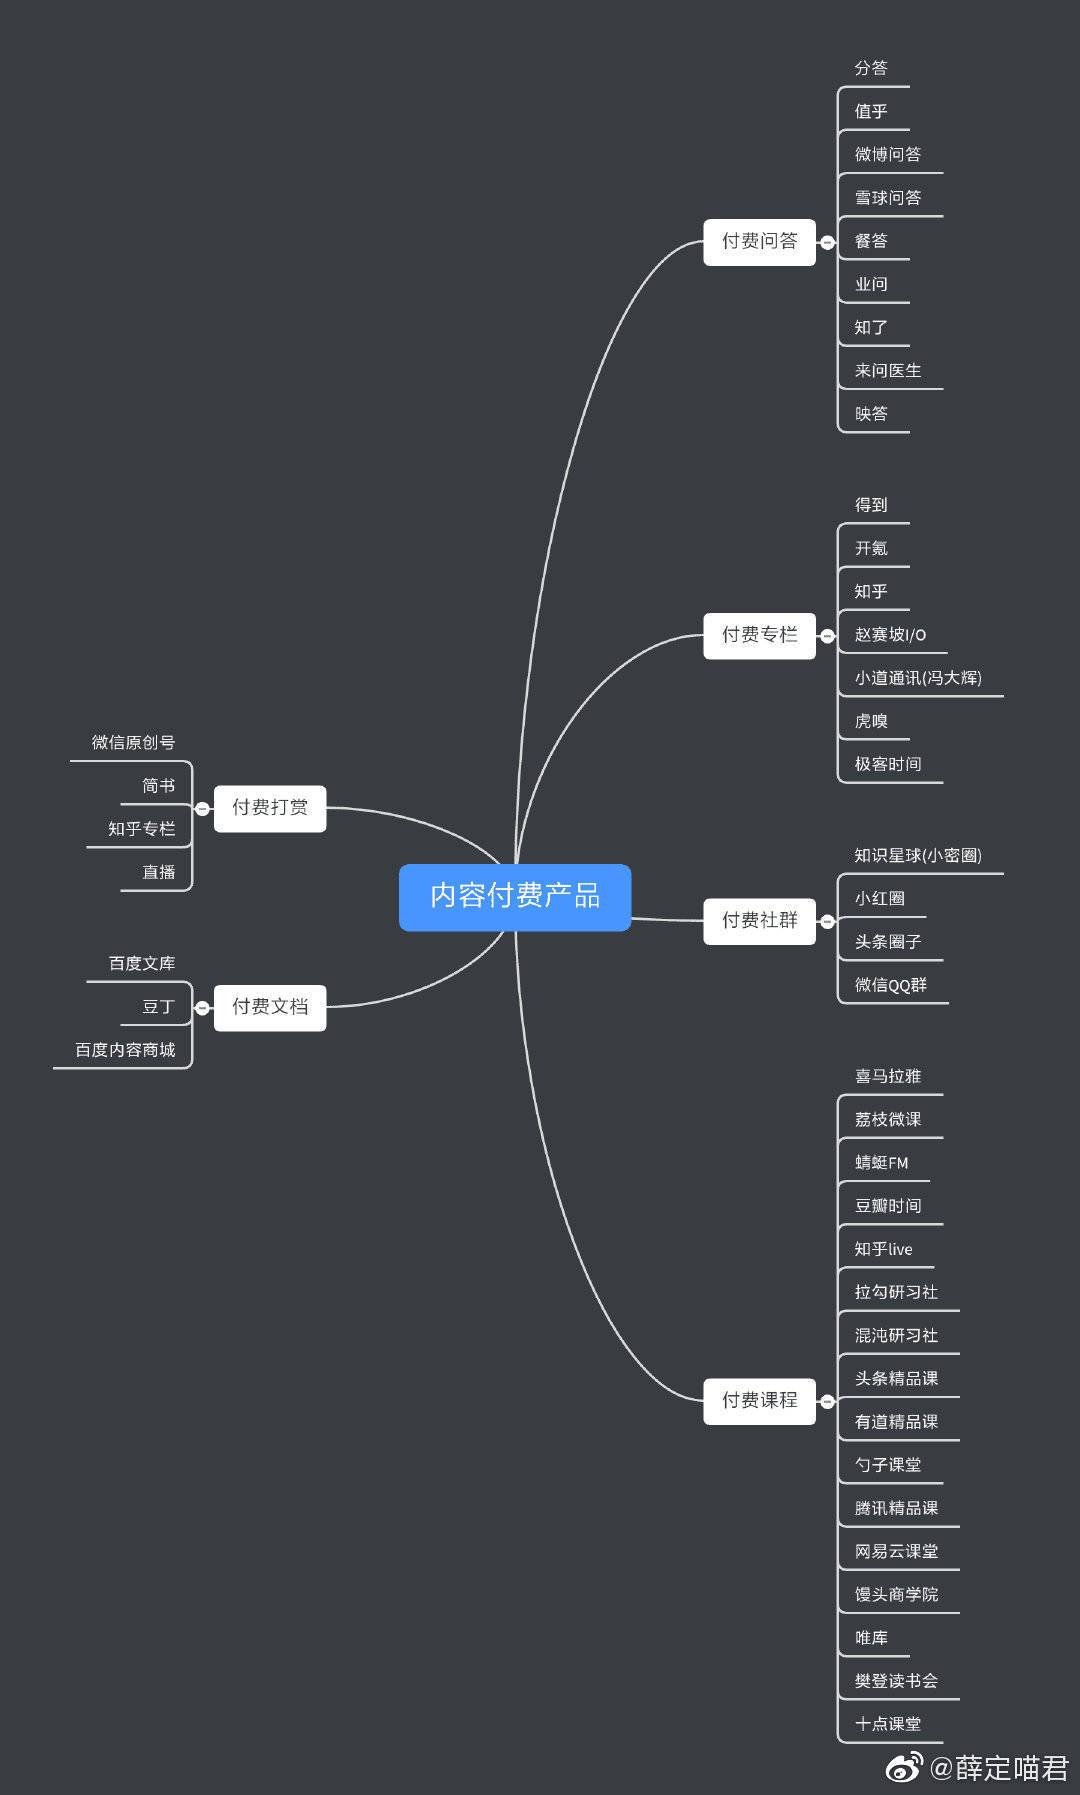 内容付费产品
付费问答
分答
值乎
微博问答
雪球问答
餐答
业问
知了
来问医生
映答
付费专栏
得到
开氪
知乎
赵赛坡I/O
小道通讯(冯大辉)
虎嗅
极客时间
付费社群
知识星球(小密圈)
小红圈
头条圈子
微信QQ群
付费课程
喜马拉雅
荔枝微课
蜻蜓FM
豆瓣时间
知乎live
拉勾研习社
混沌研习社
头条精品课
有道精品课
勺子课堂
腾讯精品课
网易云课堂
馒头商学院
唯库
樊登读书会
十点课堂
付费打赏
微信原创号
简书
知乎专栏
直播
付费文档
百度文库
豆丁
百度内容商城
@薛定喵君